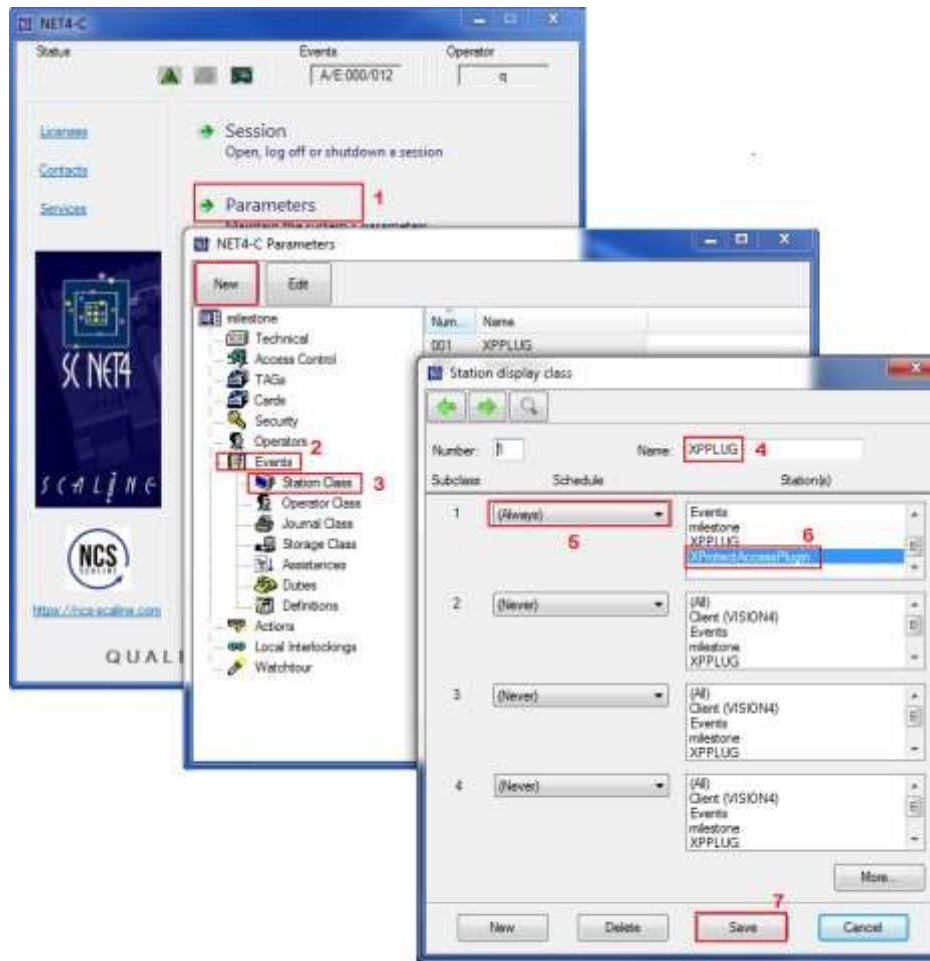 NET4-C
Status
Events
Operator
A/E:000/012
q
Licenses
Contacts
Services
Session
Open, log off or shutdown a session
Parameters
1
Maintain the system's parameters
SC NET4
SCALINE
NCS
SCALINE
https://ncs-scaline.com
QUALI
NET4-C Parameters
New
Edit
milestone
Technical
Access Control
TAGs
Cards
Security
Operators
2
Events
Station Class
3
Operator Class
Journal Class
Storage Class
Assistances
Duties
Definitions
Actions
Local Interlockings
Watchtour
Num...
Name
001
XPPLUG
Station display class
Number:
1
Name:
XPPLUG
4
Subclass
Schedule
Station(s)
1
(Always)
5
Events
milestone
XPPLUG
6
XProtectAccessPlugin
2
(Never)
(All)
Client (VISION4)
Events
milestone
XPPLUG
3
(Never)
(All)
Client (VISION4)
Events
milestone
XPPLUG
4
(Never)
(All)
Client (VISION4)
Events
milestone
XPPLUG
More...
7
New
Delete
Save
Cancel